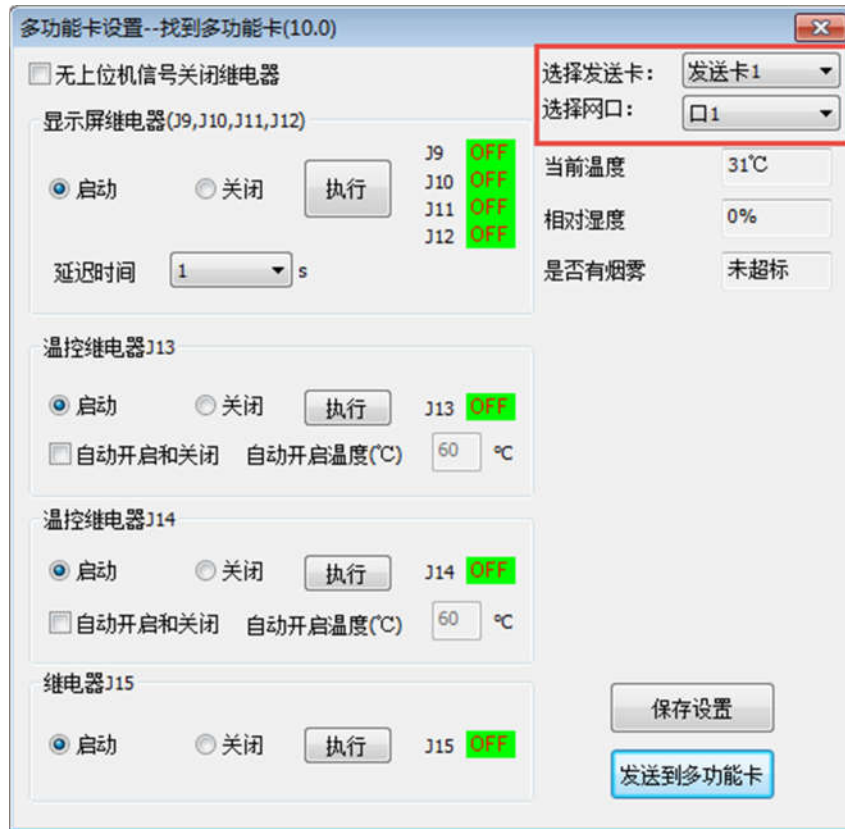 多功能卡设置--找到多功能卡(10.0)
无上位机信号关闭继电器
选择发送卡： 发送卡1
选择网口： 口1
显示屏继电器(J9,J10,J11,J12)
启动 关闭 执行
J9 OFF
J10 OFF
J11 OFF
J12 OFF
延迟时间 1 s
当前温度 31℃
相对湿度 0%
是否有烟雾 未超标
温控继电器J13
启动 关闭 执行 J13 OFF
自动开启和关闭 自动开启温度(℃) 60 ℃
温控继电器J14
启动 关闭 执行 J14 OFF
自动开启和关闭 自动开启温度(℃) 60 ℃
继电器J15
启动 关闭 执行 J15 OFF
保存设置
发送到多功能卡